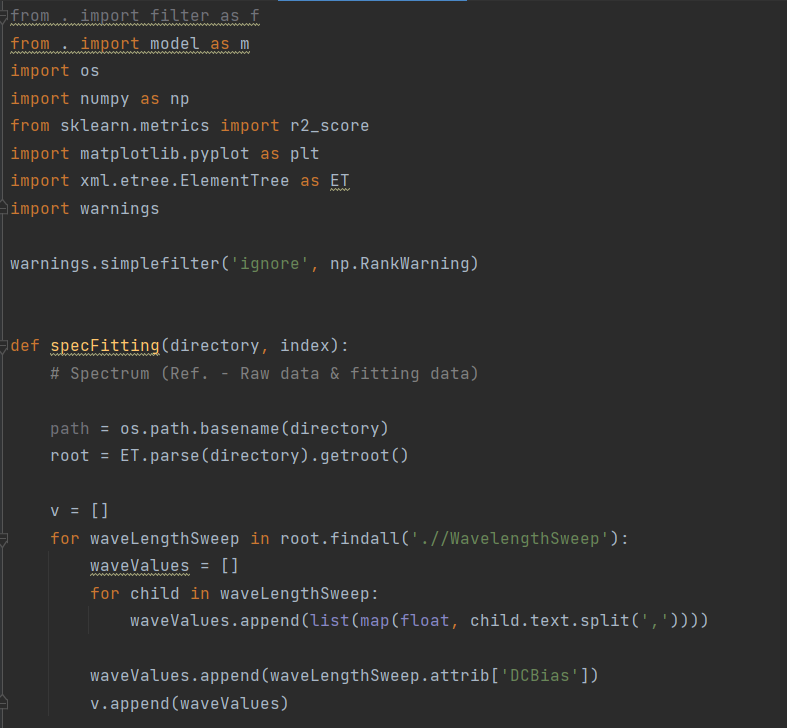 from . import filter as f
from . import model as m
import os
import numpy as np
from sklearn.metrics import r2_score
import matplotlib.pyplot as plt
import xml.etree.ElementTree as ET
import warnings
warnings.simplefilter('ignore', np.RankWarning)
def specFitting(directory, index):
# Spectrum (Ref. - Raw data & fitting data)
path = os.path.basename(directory)
root = ET.parse(directory).getroot()
v = []
for waveLengthSweep in root.findall('.//WavelengthSweep'):
waveValues = []
for child in waveLengthSweep:
waveValues.append(list(map(float, child.text.split(','))))
waveValues.append(waveLengthSweep.attrib['DCBias'])
v.append(waveValues)